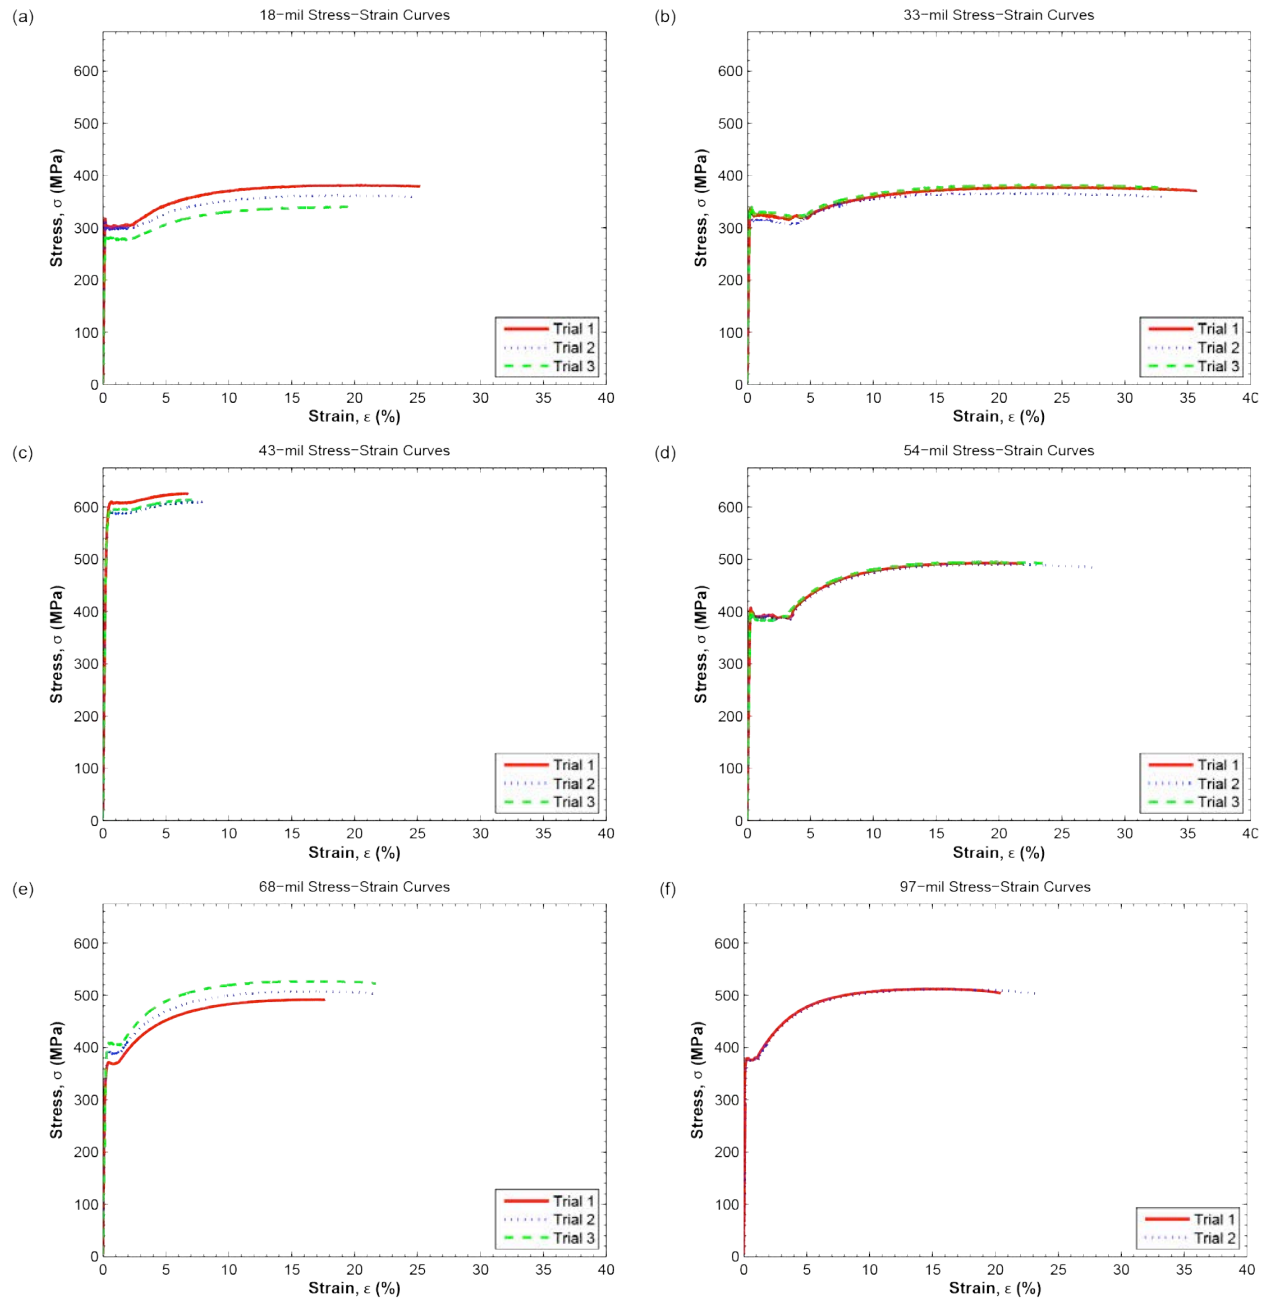 (a)
18−mil Stress−Strain Curves
600
500
400
300
200
100
0
Stress, σ (MPa)
0 5 10 15 20 25 30 35 40
Strain, ε (%)
Trial 1
Trial 2
Trial 3
(b)
33−mil Stress−Strain Curves
600
500
400
300
200
100
0
Stress, σ (MPa)
0 5 10 15 20 25 30 35 40
Strain, ε (%)
Trial 1
Trial 2
Trial 3
(c)
43−mil Stress−Strain Curves
600
500
400
300
200
100
0
Stress, σ (MPa)
0 5 10 15 20 25 30 35 40
Strain, ε (%)
Trial 1
Trial 2
Trial 3
(d)
54−mil Stress−Strain Curves
600
500
400
300
200
100
0
Stress, σ (MPa)
0 5 10 15 20 25 30 35 40
Strain, ε (%)
Trial 1
Trial 2
Trial 3
(e)
68−mil Stress−Strain Curves
600
500
400
300
200
100
0
Stress, σ (MPa)
0 5 10 15 20 25 30 35 40
Strain, ε (%)
Trial 1
Trial 2
Trial 3
(f)
97−mil Stress−Strain Curves
600
500
400
300
200
100
0
Stress, σ (MPa)
0 5 10 15 20 25 30 35 40
Strain, ε (%)
Trial 1
Trial 2